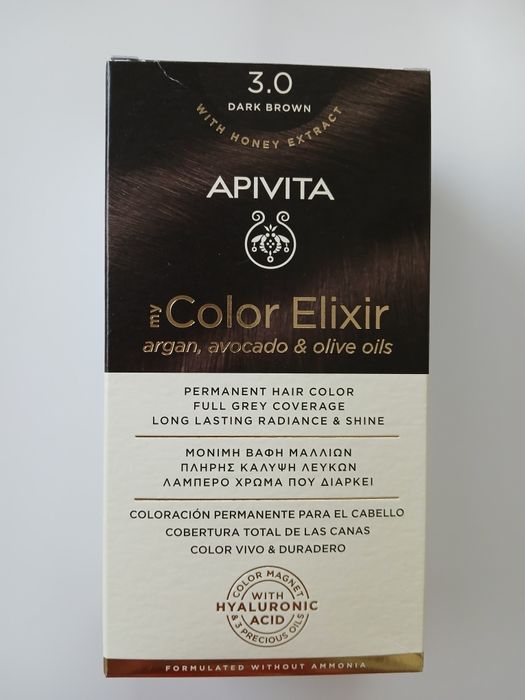 3.0
DARK BROWN
WITH HONEY EXTRACT
APIVITA
my Color Elixir
argan, avocado & olive oils
PERMANENT HAIR COLOR
FULL GREY COVERAGE
LONG LASTING RADIANCE & SHINE
ΜΟΝΙΜΗ ΒΑΦΗ ΜΑΛΛΙΩΝ
ΠΛΗΡΗΣ ΚΑΛΥΨΗ ΛΕΥΚΩΝ
ΛΑΜΠΕΡΟ ΧΡΩΜΑ ΠΟΥ ΔΙΑΡΚΕΙ
COLORACIÓN PERMANENTE PARA EL CABELLO
COBERTURA TOTAL DE LAS CANAS
COLOR VIVO & DURADERO
COLOR MAGNET
WITH
HYALURONIC
ACID
& 3 PRECIOUS OILS
FORMULATED WITHOUT AMMONIA